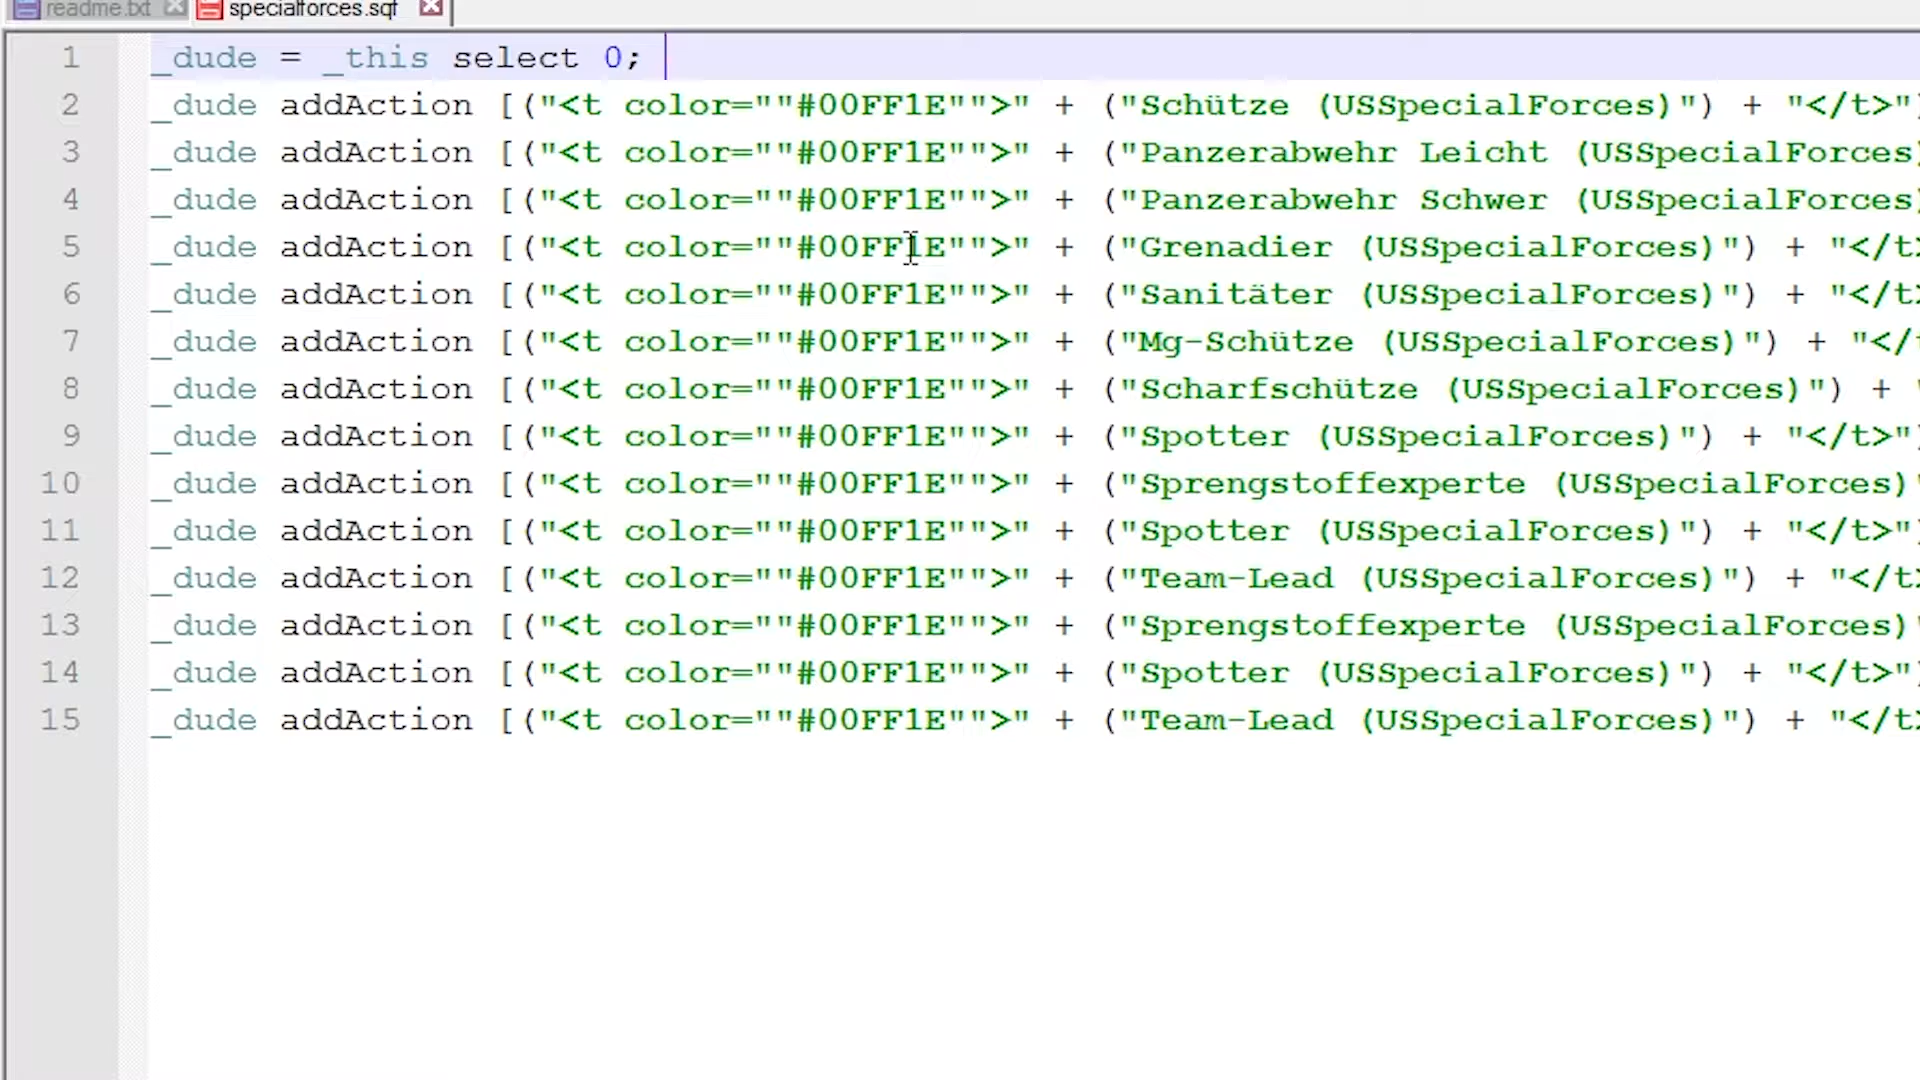 readme.txt specialforces.sqf
1 _dude = _this select 0;
2 _dude addAction [("<t color=""#00FF1E"">" + ("Schütze (USSpecialForces)") + "</t>")
3 _dude addAction [("<t color=""#00FF1E"">" + ("Panzerabwehr Leicht (USSpecialForces)
4 _dude addAction [("<t color=""#00FF1E"">" + ("Panzerabwehr Schwer (USSpecialForces)
5 _dude addAction [("<t color=""#00FF1E"">" + ("Grenadier (USSpecialForces)") + "</t>
6 _dude addAction [("<t color=""#00FF1E"">" + ("Sanitäter (USSpecialForces)") + "</t>
7 _dude addAction [("<t color=""#00FF1E"">" + ("Mg-Schütze (USSpecialForces)") + "</t
8 _dude addAction [("<t color=""#00FF1E"">" + ("Scharfschütze (USSpecialForces)") + "
9 _dude addAction [("<t color=""#00FF1E"">" + ("Spotter (USSpecialForces)") + "</t>")
10 _dude addAction [("<t color=""#00FF1E"">" + ("Sprengstoffexperte (USSpecialForces)"
11 _dude addAction [("<t color=""#00FF1E"">" + ("Spotter (USSpecialForces)") + "</t>")
12 _dude addAction [("<t color=""#00FF1E"">" + ("Team-Lead (USSpecialForces)") + "</t>
13 _dude addAction [("<t color=""#00FF1E"">" + ("Sprengstoffexperte (USSpecialForces)"
14 _dude addAction [("<t color=""#00FF1E"">" + ("Spotter (USSpecialForces)") + "</t>")
15 _dude addAction [("<t color=""#00FF1E"">" + ("Team-Lead (USSpecialForces)") + "</t>